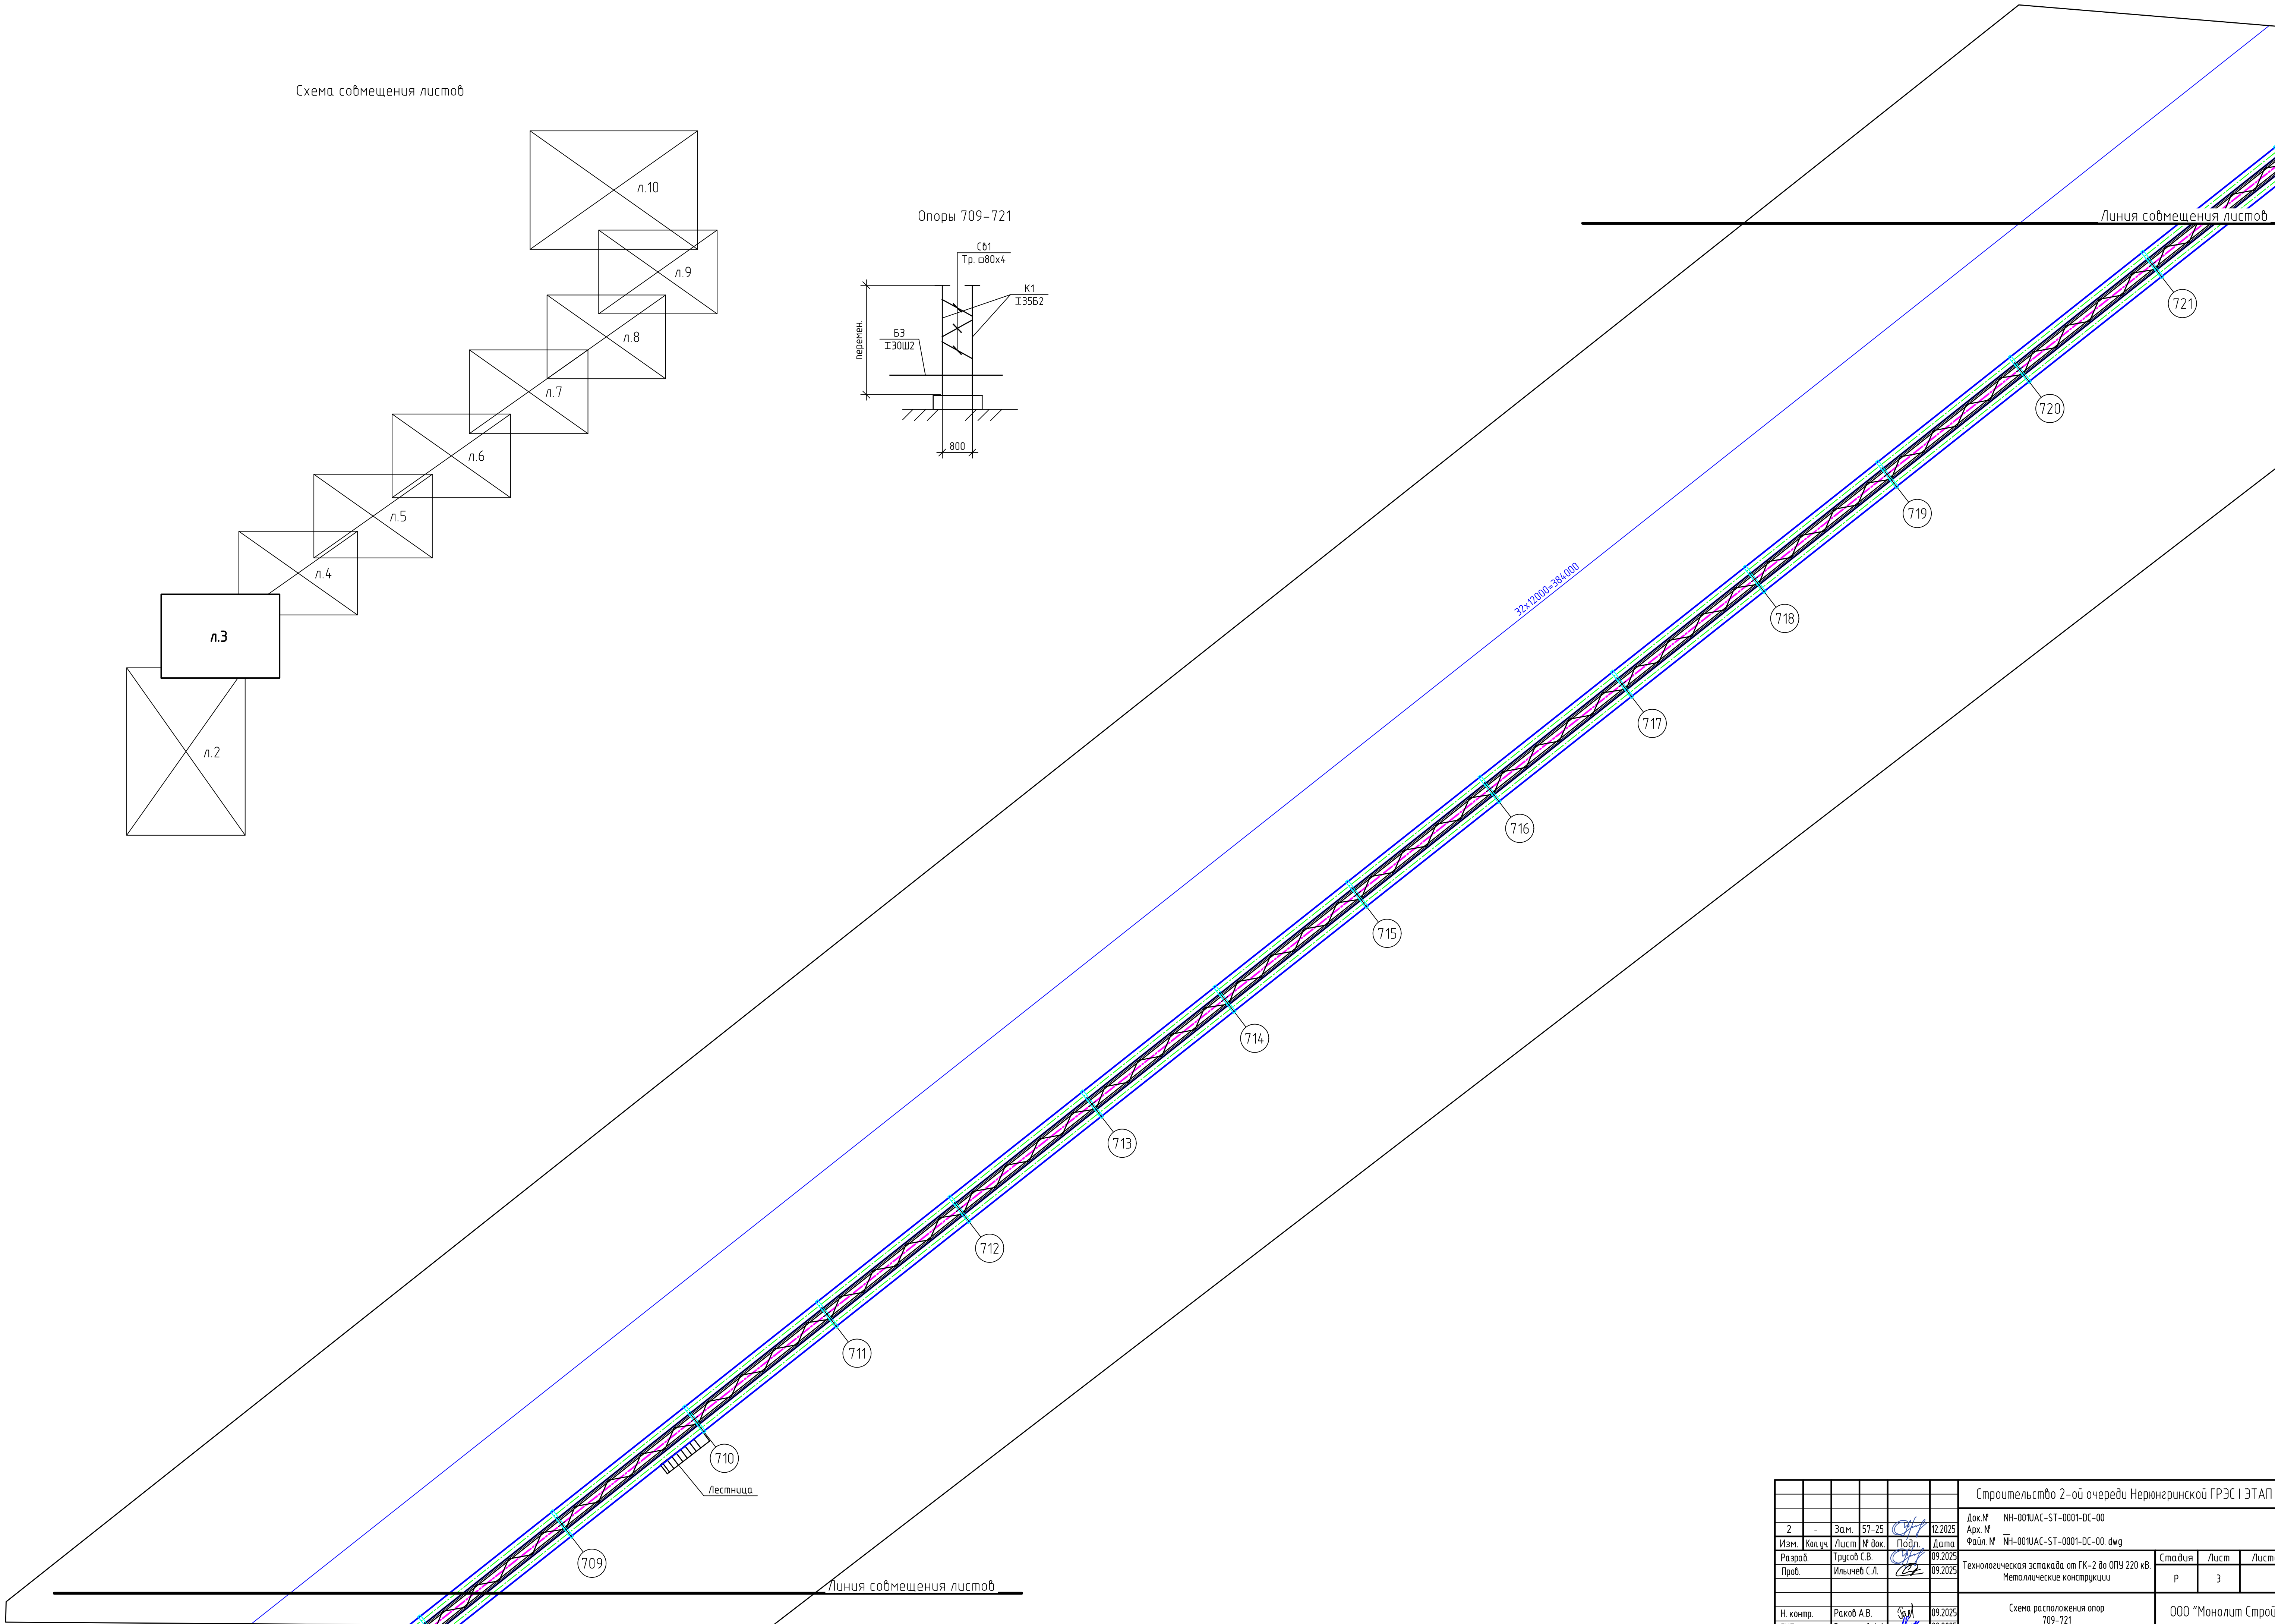 Схема совмещения листов
л.10
л.9
л.8
л.7
л.6
л.5
л.4
л.3
л.2
Опоры 709-721
Св1
Тр. □80х4
К1
Ɪ35Б2
Б3
Ɪ30Ш2
перемен.
800
Линия совмещения листов
32х12000=384000
721
720
719
718
717
716
715
714
713
712
711
710
Лестница
709
Линия совмещения листов
Строительство 2-ой очереди Нерюнгринской ГРЭС I ЭТАП
Док.№ NH-001UAC-ST-0001-DC-00
Арх. № _
Файл. № NH-001UAC-ST-0001-DC-00.dwg
2 - Зам. 57-25 12.2025
Изм. Кол.уч. Лист № док. Подп. Дата
Разраб. Трусов С.В. 09.2025
Пров. Ильичев С.Л. 09.2025
Технологическая эстакада от ГК-2 до ОПУ 220 кВ.
Металлические конструкции
Стадия Лист
Р 3
Н. контр. Раков А.В. 09.2025
Схема расположения опор
709-721
ООО "Монолит Строй